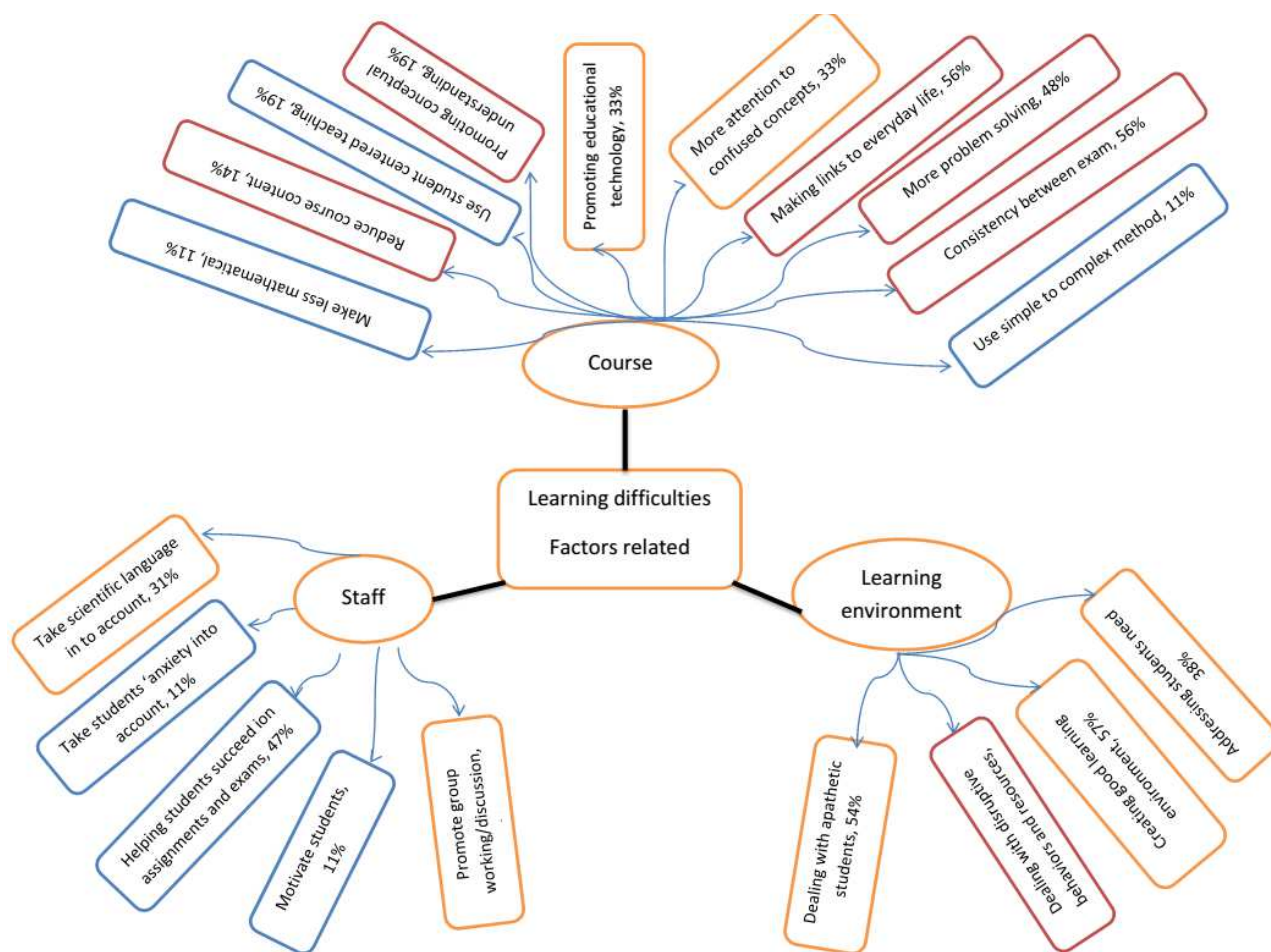 Make less mathematical, 11%
Reduce course content, 14%
Use student centered teaching, 19%
Promoting conceptual
understanding, 19%
Promoting educational
technology, 33%
More attention to
confused concepts, 33%
Making links to everyday life, 56%
More problem solving, 48%
Consistency between exam, 56%
Use simple to complex method, 11%
Course
Learning difficulties
Factors related
Staff
Learning
environment
Take scientific language
in to account, 31%
Take students ‘anxiety into
account, 11%
Helping students succeed ion
assignments and exams, 47%
Motivate students,
11%
Promote group
working/discussion,
Dealing with apathetic
students, 54%
Dealing with disruptive
behaviors and resources,
Creating good learning
environment, 57%
Addressing students need
38%